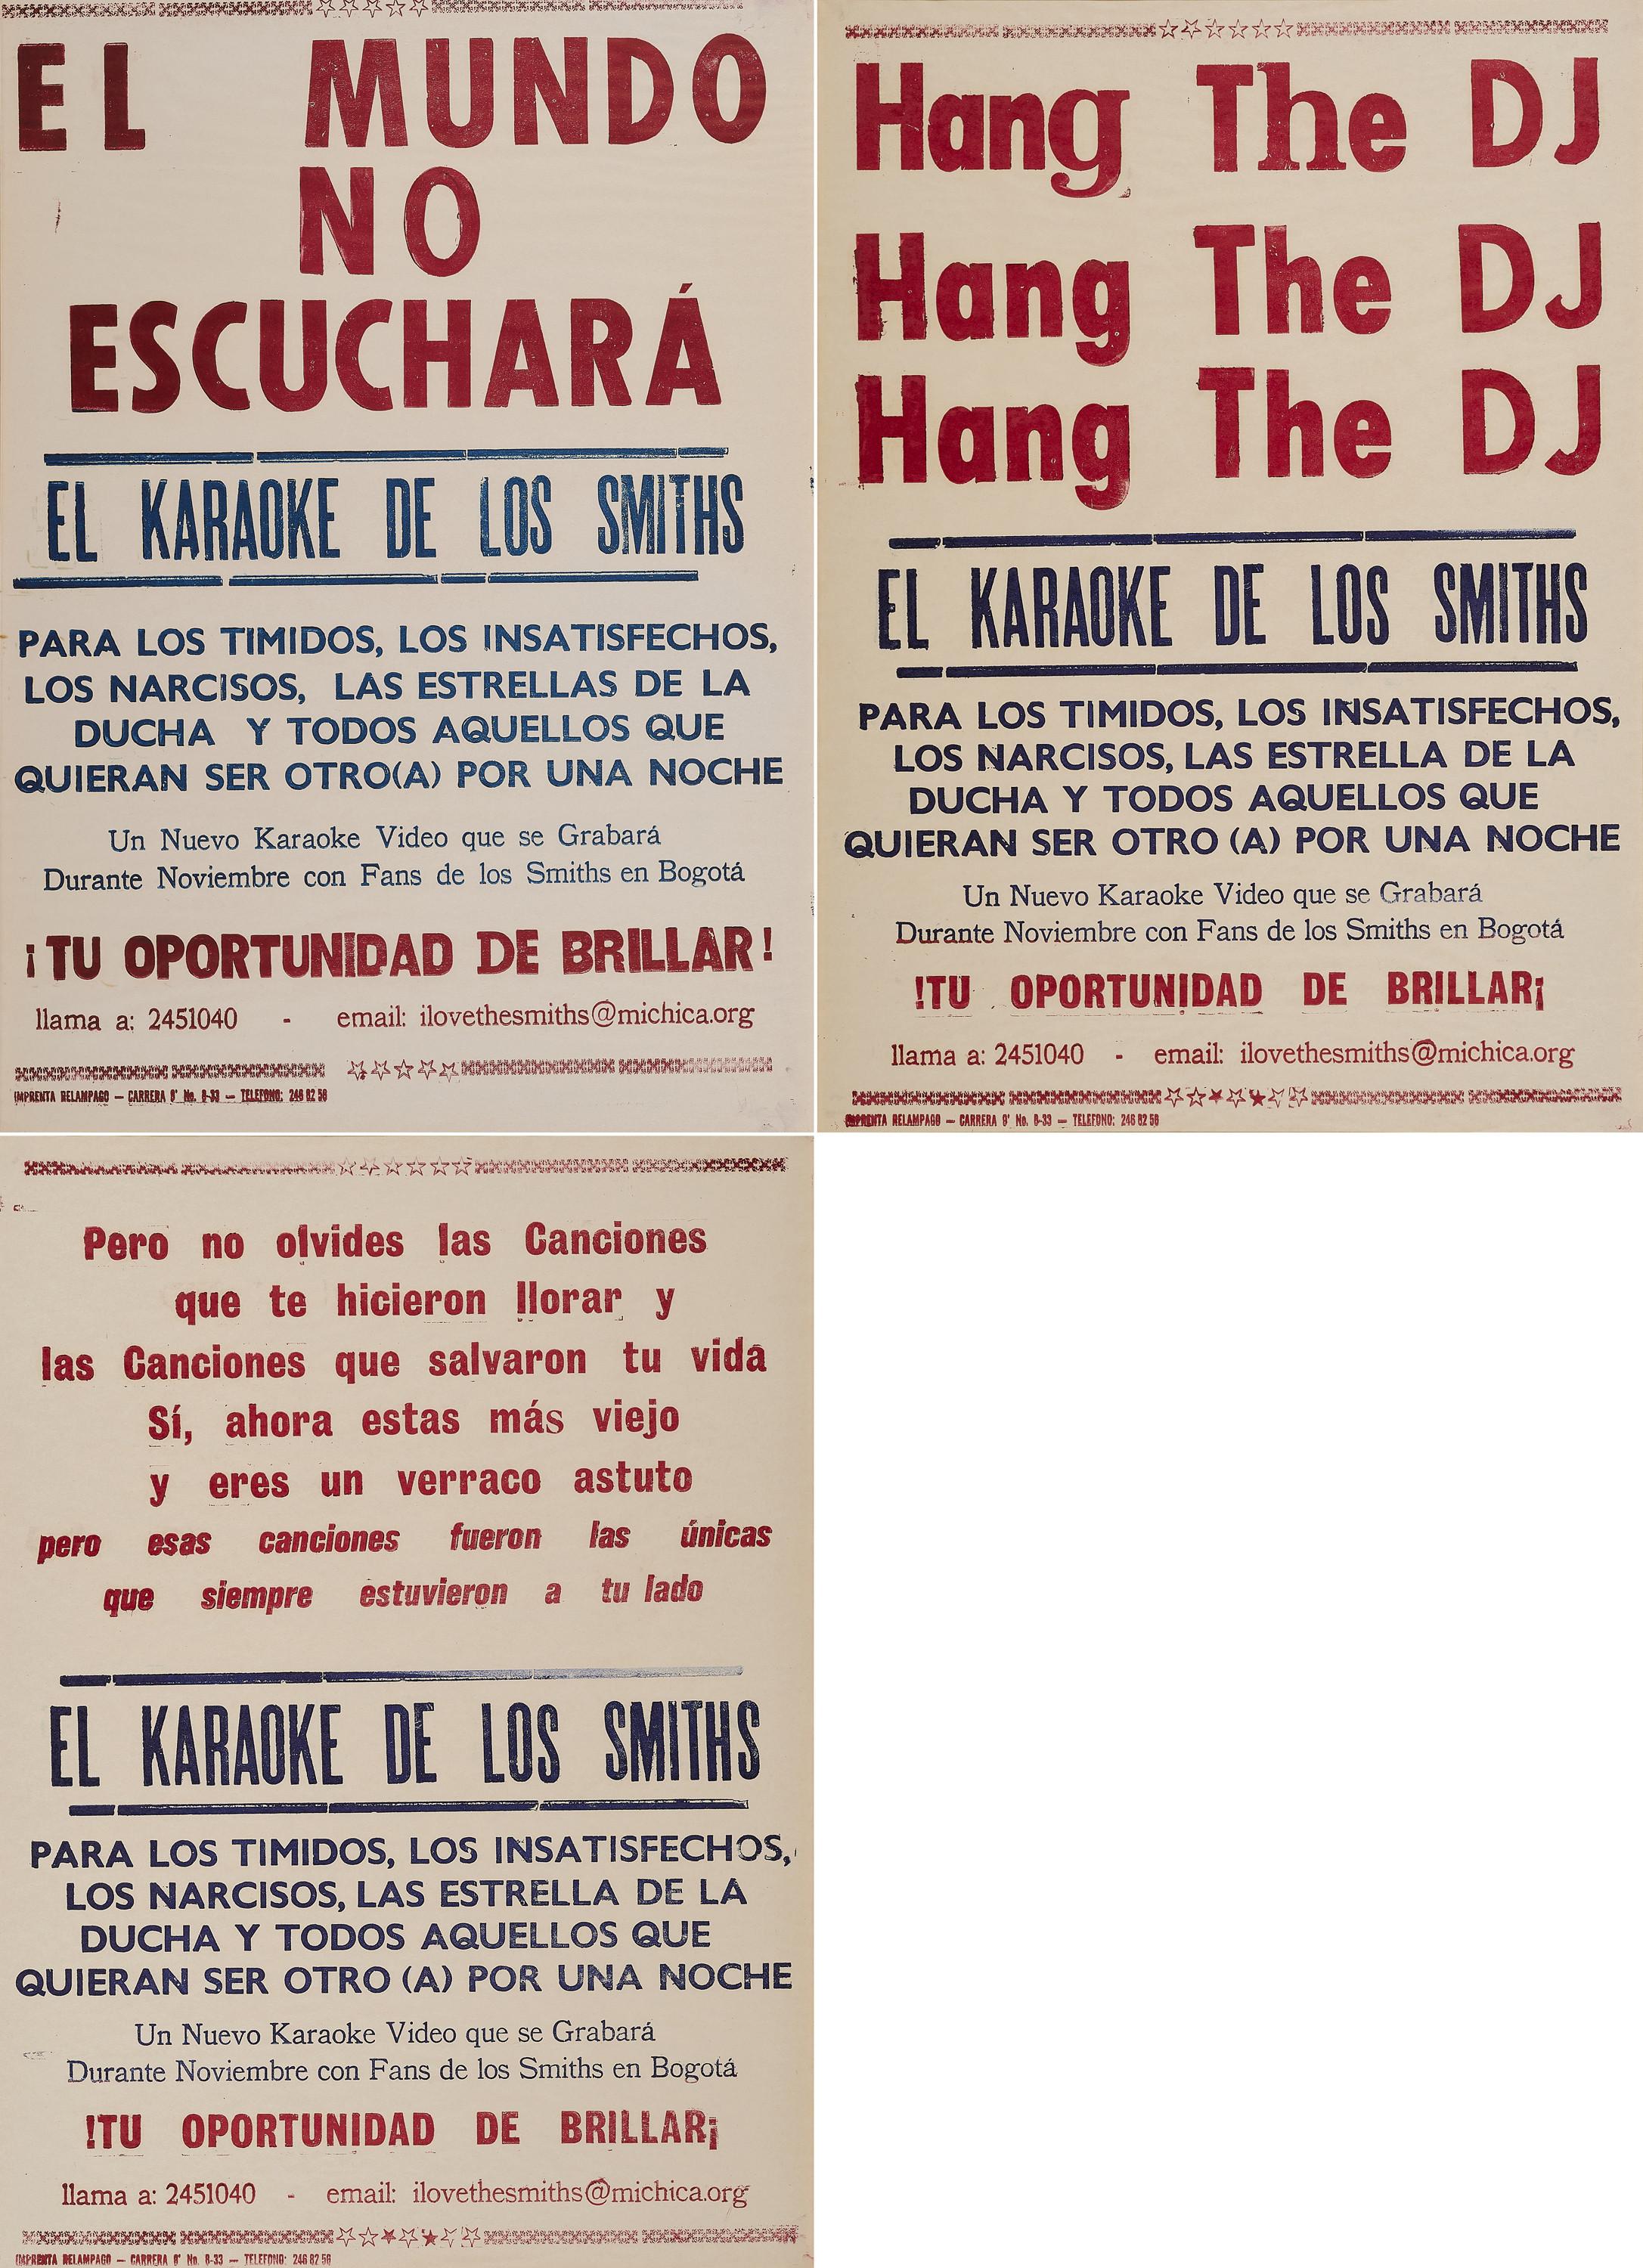 EL MUNDO
NO
ESCUCHARÁ
EL KARAOKE DE LOS SMITHS
PARA LOS TIMIDOS, LOS INSATISFECHOS,
LOS NARCISOS, LAS ESTRELLAS DE LA
DUCHA Y TODOS AQUELLOS QUE
QUIERAN SER OTRO(A) POR UNA NOCHE
Un Nuevo Karaoke Video que se Grabará
Durante Noviembre con Fans de los Smiths en Bogotá
¡TU OPORTUNIDAD DE BRILLAR!
llama a: 2451040 - email: ilovethesmiths@michica.org
IMPRENTA RELAMPAGO — CARRERA 9ª No. 8-33 — TELEFONO: 246 82 56
Hang The DJ
Hang The DJ
Hang The DJ
EL KARAOKE DE LOS SMITHS
PARA LOS TIMIDOS, LOS INSATISFECHOS,
LOS NARCISOS, LAS ESTRELLA DE LA
DUCHA Y TODOS AQUELLOS QUE
QUIERAN SER OTRO (A) POR UNA NOCHE
Un Nuevo Karaoke Video que se Grabará
Durante Noviembre con Fans de los Smiths en Bogotá
!TU OPORTUNIDAD DE BRILLAR¡
llama a: 2451040 - email: ilovethesmiths@michica.org
IMPRENTA RELAMPAGO — CARRERA 9ª No. 8-33 — TELEFONO: 246 82 56
Pero no olvides las Canciones
que te hicieron llorar y
las Canciones que salvaron tu vida
Sí, ahora estas más viejo
y eres un verraco astuto
pero esas canciones fueron las únicas
que siempre estuvieron a tu lado
EL KARAOKE DE LOS SMITHS
PARA LOS TIMIDOS, LOS INSATISFECHOS,
LOS NARCISOS, LAS ESTRELLA DE LA
DUCHA Y TODOS AQUELLOS QUE
QUIERAN SER OTRO (A) POR UNA NOCHE
Un Nuevo Karaoke Video que se Grabará
Durante Noviembre con Fans de los Smiths en Bogotá
!TU OPORTUNIDAD DE BRILLAR¡
llama a: 2451040 - email: ilovethesmiths@michica.org
IMPRENTA RELAMPAGO — CARRERA 9ª No. 8-33 — TELEFONO: 246 82 56